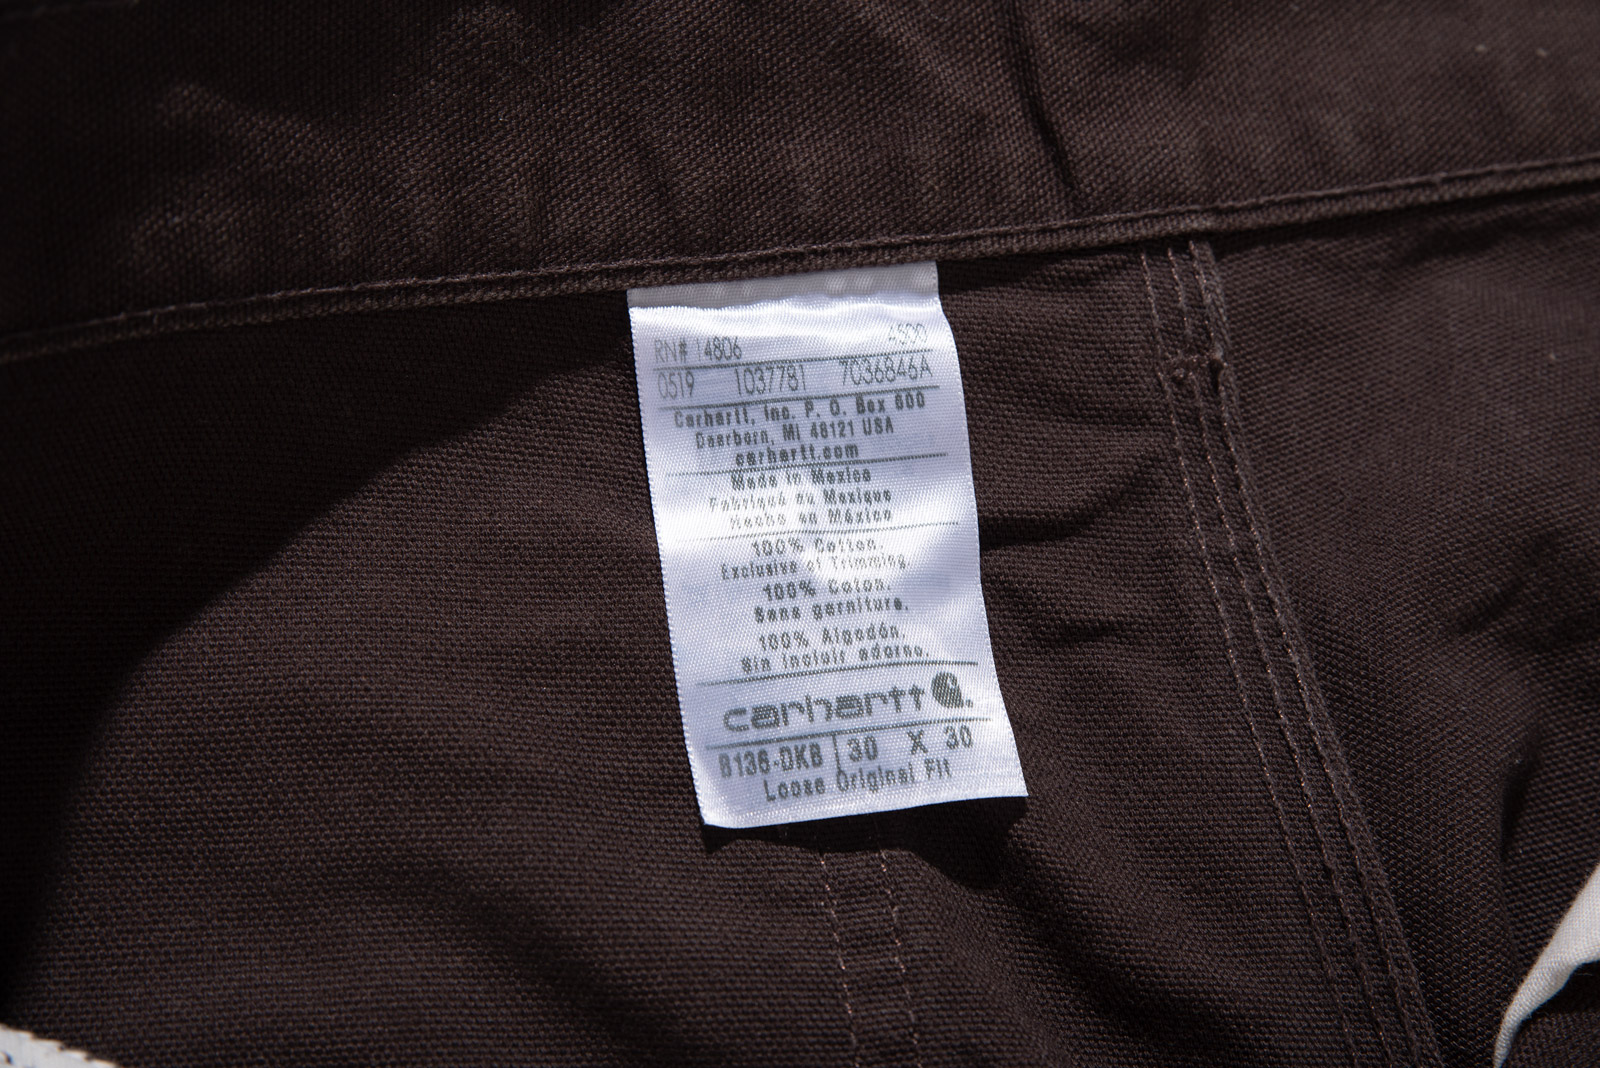 RN# 14806 4500
0519 1037781 7036846A
Carhartt, Inc. P. O. Box 600
Dearborn, MI 48121 USA
carhartt.com
Made in Mexico
Fabriqué au Mexique
Hecho en México
100% Cotton.
Exclusive of Trimming.
100% Coton.
Sans garniture.
100% Algodón.
Sin incluir adorno.
carhartt
B136-DKB 30 X 30
Loose Original Fit